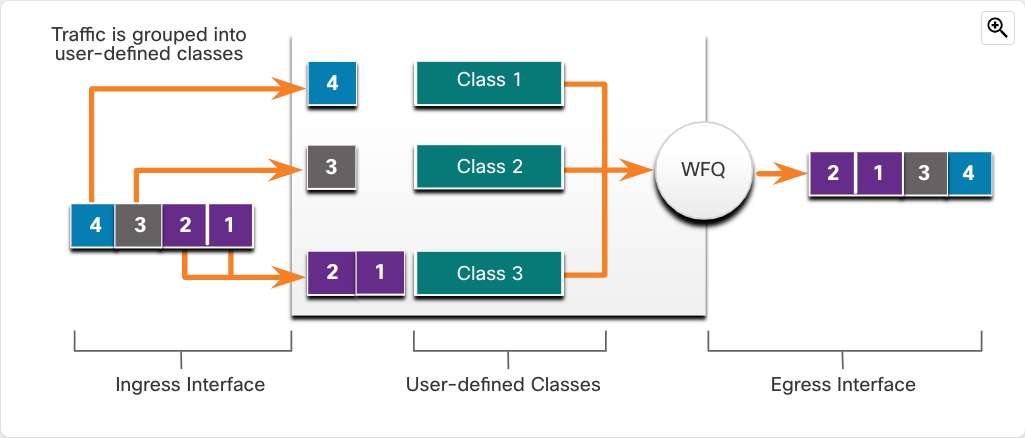 Traffic is grouped into
user-defined classes
4
Class 1
3
Class 2
WFQ
2 1 3 4
4 3 2 1
2 1
Class 3
Ingress Interface
User-defined Classes
Egress Interface